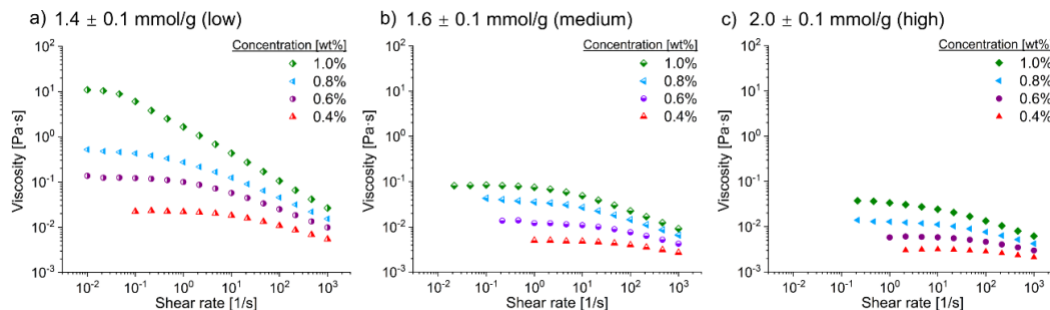 a) 1.4 ± 0.1 mmol/g (low)
Concentration [wt%]
1.0%
0.8%
0.6%
0.4%
Viscosity [Pa·s]
10²
10¹
10⁰
10⁻¹
10⁻²
10⁻³
10⁻² 10⁻¹ 10⁰ 10¹ 10² 10³
Shear rate [1/s]
b) 1.6 ± 0.1 mmol/g (medium)
Concentration [wt%]
1.0%
0.8%
0.6%
0.4%
Viscosity [Pa·s]
10²
10¹
10⁰
10⁻¹
10⁻²
10⁻³
10⁻² 10⁻¹ 10⁰ 10¹ 10² 10³
Shear rate [1/s]
c) 2.0 ± 0.1 mmol/g (high)
Concentration [wt%]
1.0%
0.8%
0.6%
0.4%
Viscosity [Pa·s]
10²
10¹
10⁰
10⁻¹
10⁻²
10⁻³
10⁻² 10⁻¹ 10⁰ 10¹ 10² 10³
Shear rate [1/s]